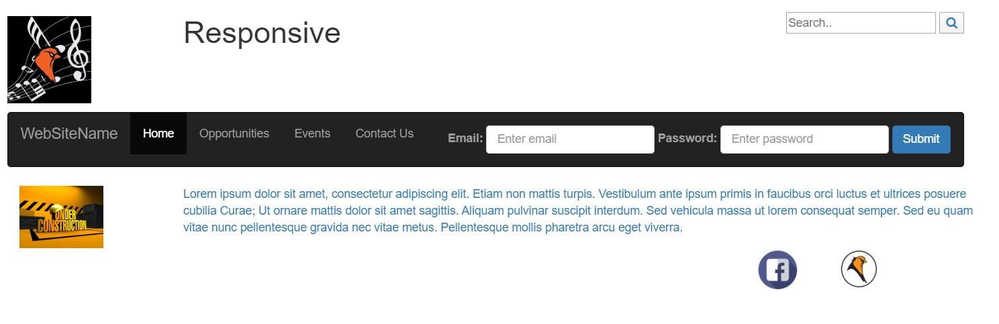 Responsive
Search..
WebSiteName Home Opportunities Events Contact Us Email: Enter email Password: Enter password Submit
UNDER
CONSTRUCTION
Lorem ipsum dolor sit amet, consectetur adipiscing elit. Etiam non mattis turpis. Vestibulum ante ipsum primis in faucibus orci luctus et ultrices posuere
cubilia Curae; Ut ornare mattis dolor sit amet sagittis. Aliquam pulvinar suscipit interdum. Sed vehicula massa ut lorem consequat semper. Sed eu quam
vitae nunc pellentesque gravida nec vitae metus. Pellentesque mollis pharetra arcu eget viverra.
f